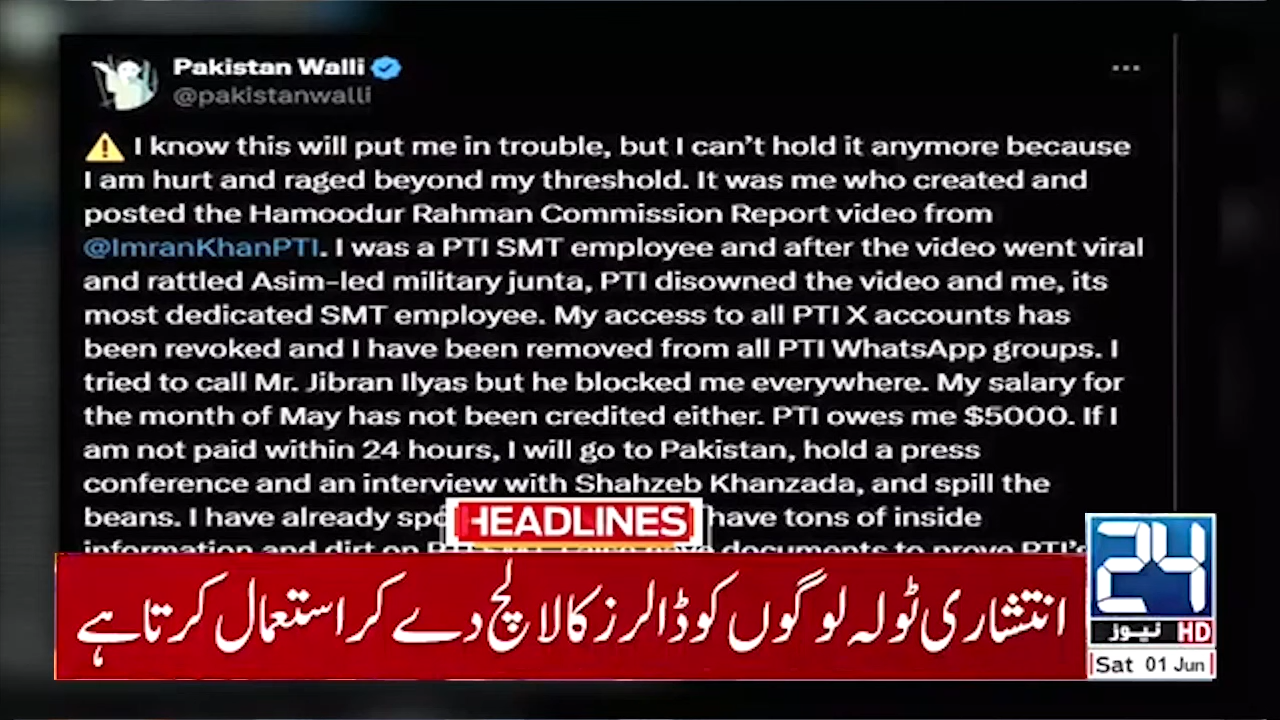 Pakistan Walli
@pakistanwalli
⚠️ I know this will put me in trouble, but I can't hold it anymore because
I am hurt and raged beyond my threshold. It was me who created and
posted the Hamoodur Rahman Commission Report video from
@ImranKhanPTI. I was a PTI SMT employee and after the video went viral
and rattled Asim-led military junta, PTI disowned the video and me, its
most dedicated SMT employee. My access to all PTI X accounts has
been revoked and I have been removed from all PTI WhatsApp groups. I
tried to call Mr. Jibran Ilyas but he blocked me everywhere. My salary for
the month of May has not been credited either. PTI owes me $5000. If I
am not paid within 24 hours, I will go to Pakistan, hold a press
conference and an interview with Shahzeb Khanzada, and spill the
beans. I have already have tons of inside
information and dirt on documents to prove PTI's
HEADLINES
انتشاری ٹولہ لوگوں کو ڈالرز کا لالچ دے کر استعمال کرتا ہے
24
نیوز HD
Sat 01 Jun